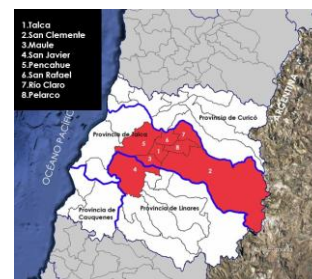 1.Talca
2.San Clemente
3.Maule
4.San Javier
5.Pencahue
6.San Rafael
7.Río Claro
8.Pelarco
OCÉANO PACÍFICO
Provincia de Talca
Provincia de Curicó
Argentina
7
6
5
1
8
3
4
2
Provincia de
Cauquenes
Provincia de Linares